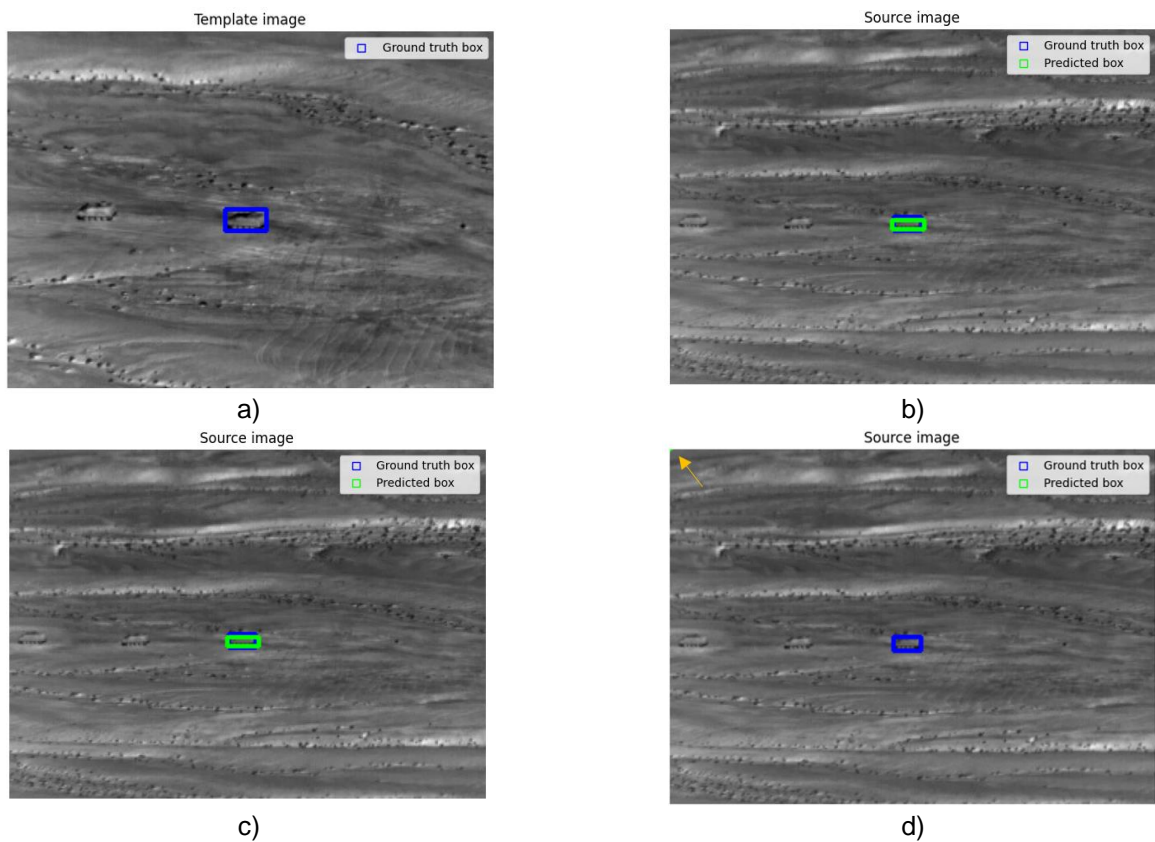 Template image
Ground truth box
a)
Source image
Ground truth box
Predicted box
b)
Source image
Ground truth box
Predicted box
c)
Source image
Ground truth box
Predicted box
d)